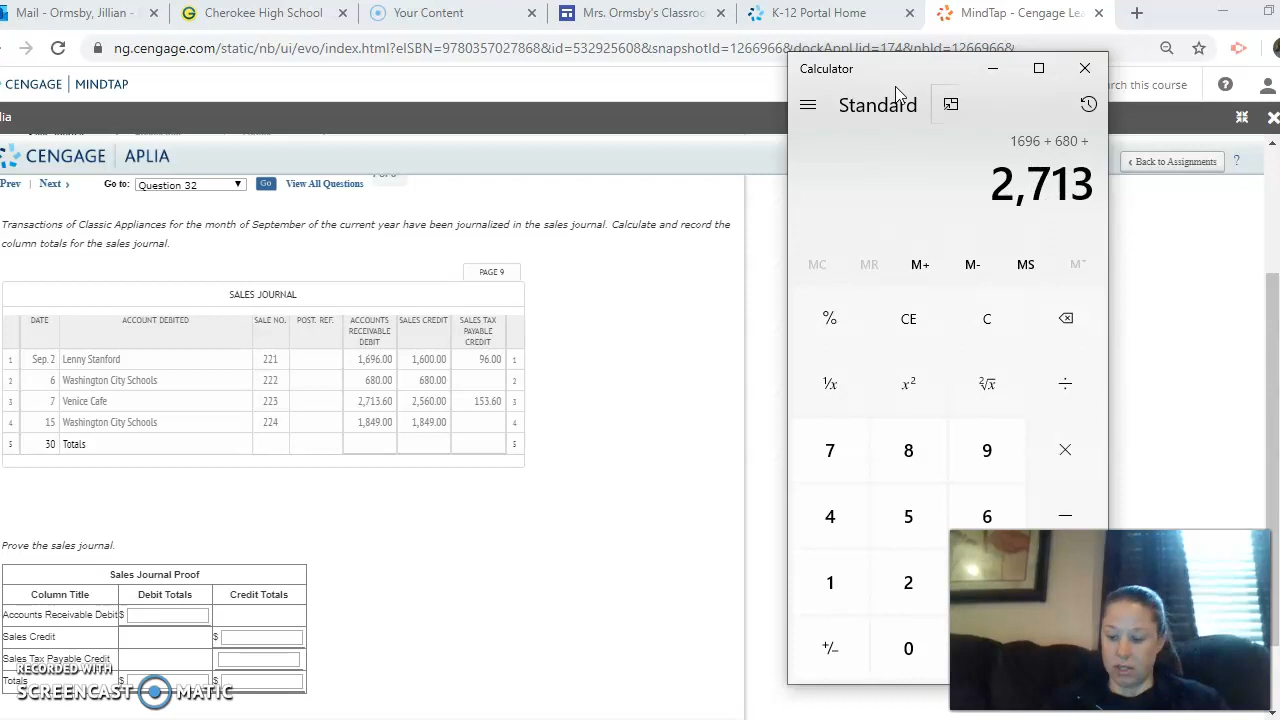 Mail - Ormsby, Jillian - Outlook
Cherokee High School
Your Content
Mrs. Ormsby's Classroo
K-12 Portal Home
MindTap - Cengage Lea
ng.cengage.com/static/nb/ui/evo/index.html?eISBN=9780357027868&id=532925608&snapshotId=1266966&dockAppUid=174&nbId=1266966&
CENGAGE | MINDTAP
rch this course
lia
CENGAGE | APLIA
‹ Back to Assignments
?
Prev | Next ›
Go to: Question 32
Go
View All Questions
Transactions of Classic Appliances for the month of September of the current year have been journalized in the sales journal. Calculate and record the
column totals for the sales journal.
PAGE 9
SALES JOURNAL
DATE ACCOUNT DEBITED SALE NO. POST. REF. ACCOUNTS RECEIVABLE DEBIT SALES CREDIT SALES TAX PAYABLE CREDIT
1 Sep. 2 Lenny Stanford 221 1,696.00 1,600.00 96.00 1
2 6 Washington City Schools 222 680.00 680.00 2
3 7 Venice Cafe 223 2,713.60 2,560.00 153.60 3
4 15 Washington City Schools 224 1,849.00 1,849.00 4
5 30 Totals 5
Prove the sales journal.
Sales Journal Proof
Column Title Debit Totals Credit Totals
Accounts Receivable Debit $
Sales Credit $
Sales Tax Payable Credit
Totals $ $
RECORDED WITH
SCREENCAST MATIC
Calculator
Standard
1696 + 680 +
2,713
MC MR M+ M- MS M˅
% CE C
⅟x x² ²√x ÷
7 8 9 ×
4 5 6 −
1 2
+/− 0